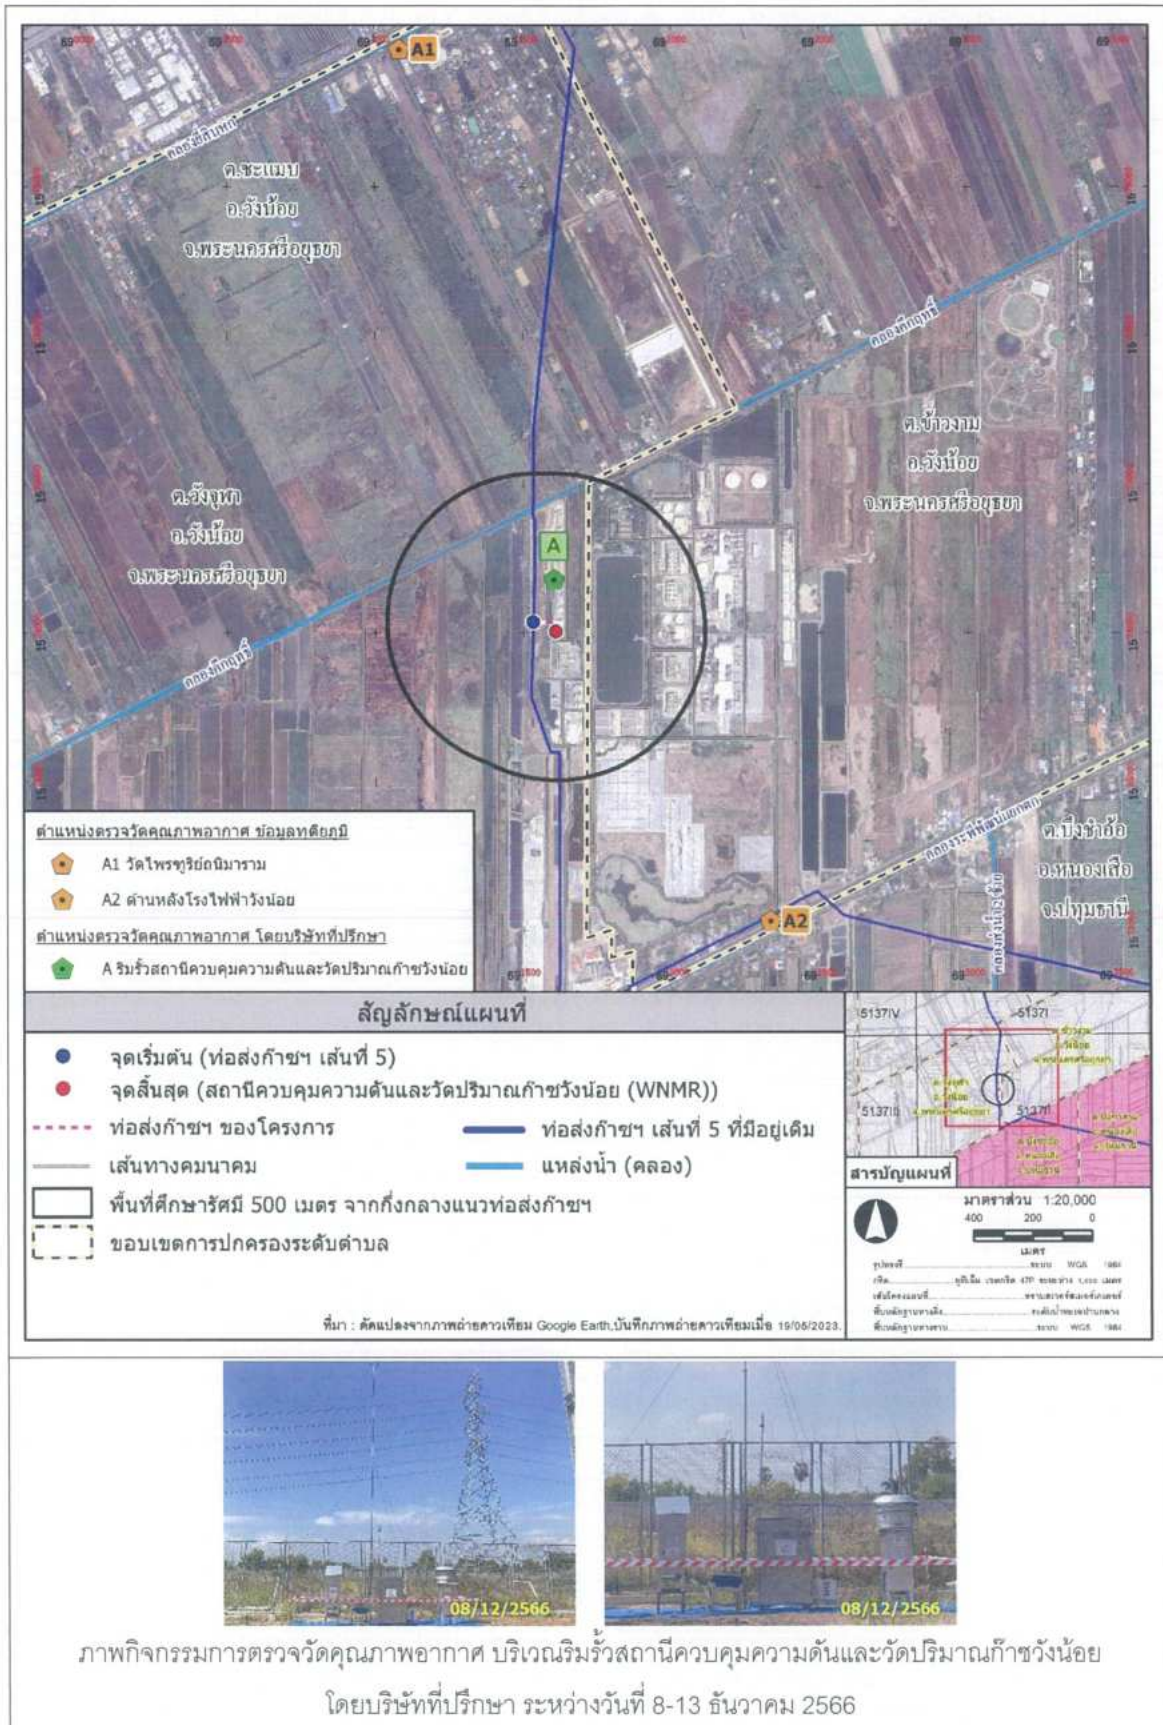 A1
คลองสี่สิบหก
ต.ชะแมบ
อ.วังน้อย
จ.พระนครศรีอยุธยา
คลองลึกฤทธิ์
ต.ข้าวงาม
อ.วังน้อย
จ.พระนครศรีอยุธยา
ต.วังจุฬา
อ.วังน้อย
จ.พระนครศรีอยุธยา
A
คลองลึกฤทธิ์
คลองระพีพัฒน์แยกตก
ต.บึงชำอ้อ
อ.หนองเสือ
จ.ปทุมธานี
A2
ตำแหน่งตรวจวัดคุณภาพอากาศ ข้อมูลทุติยภูมิ
A1 วัดไพรฑูริย์ถนิมาราม
A2 ด้านหลังโรงไฟฟ้าวังน้อย
ตำแหน่งตรวจวัดคุณภาพอากาศ โดยบริษัทที่ปรึกษา
A ริมรั้วสถานีควบคุมความดันและวัดปริมาณก๊าซวังน้อย
สัญลักษณ์แผนที่
จุดเริ่มต้น (ท่อส่งก๊าซฯ เส้นที่ 5)
จุดสิ้นสุด (สถานีควบคุมความดันและวัดปริมาณก๊าซวังน้อย (WNMR))
ท่อส่งก๊าซฯ ของโครงการ
ท่อส่งก๊าซฯ เส้นที่ 5 ที่มีอยู่เดิม
เส้นทางคมนาคม
แหล่งน้ำ (คลอง)
พื้นที่ศึกษารัศมี 500 เมตร จากกึ่งกลางแนวท่อส่งก๊าซฯ
ขอบเขตการปกครองระดับตำบล
ที่มา : ดัดแปลงจากภาพถ่ายดาวเทียม Google Earth,บันทึกภาพถ่ายดาวเทียมเมื่อ 19/05/2023.
5137IV
5137I
5137II
สารบัญแผนที่
มาตราส่วน 1:20,000
400 200 0
เมตร
08/12/2566
08/12/2566
ภาพกิจกรรมการตรวจวัดคุณภาพอากาศ บริเวณริมรั้วสถานีควบคุมความดันและวัดปริมาณก๊าซวังน้อย
โดยบริษัทที่ปรึกษา ระหว่างวันที่ 8-13 ธันวาคม 2566